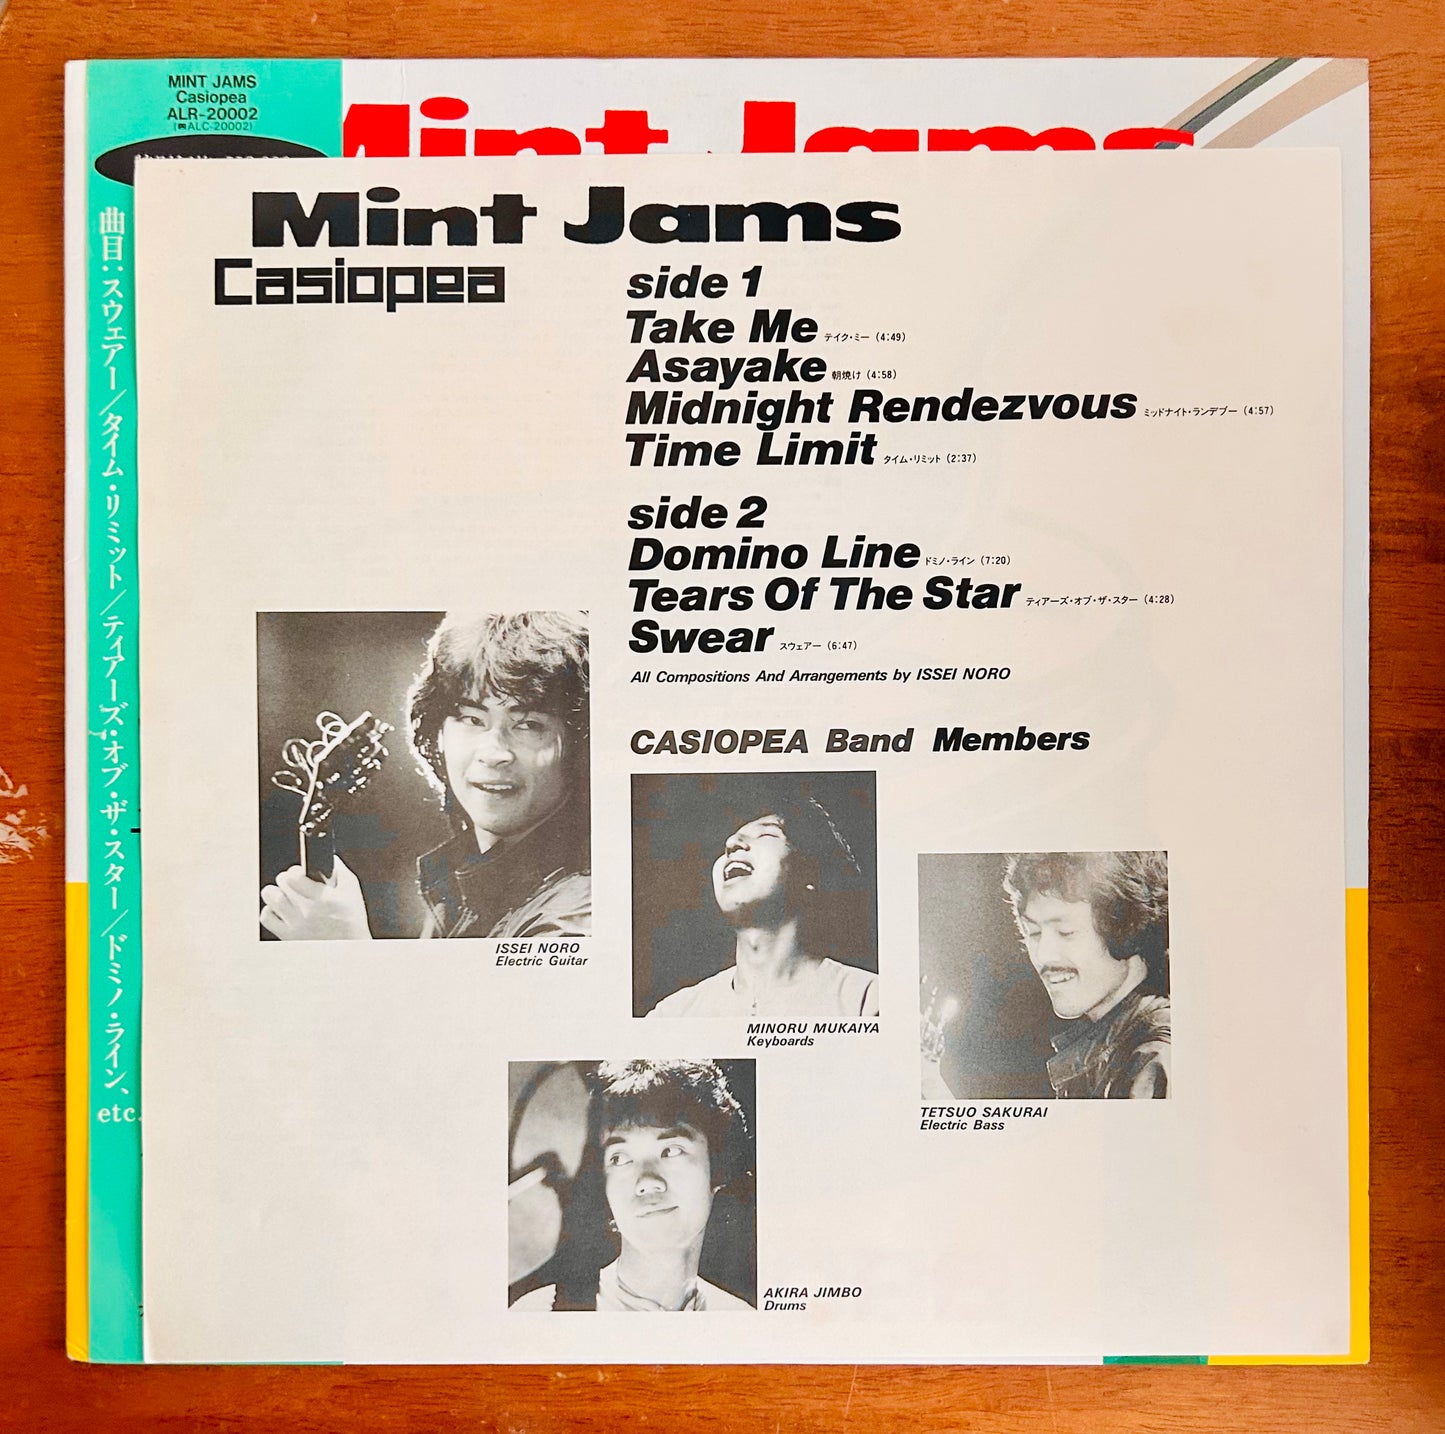 MINT JAMS
Casiopea
ALR-20002
ALC-20002)
Mint Jams
曲目:スウェアー/タイム・リミット/ティアーズ・オブ・ザ・スター/ドミノ・ライン、
etc.
Mint Jams
Casiopea
side 1
Take Me テイク・ミー (4:49)
Asayake 朝焼け (4:58)
Midnight Rendezvous ミッドナイト・ランデブー (4:57)
Time Limit タイム・リミット (2:37)
side 2
Domino Line ドミノ・ライン (7:20)
Tears Of The Star ティアーズ・オブ・ザ・スター (4:28)
Swear スウェアー (6:47)
All Compositions And Arrangements by ISSEI NORO
CASIOPEA Band Members
ISSEI NORO
Electric Guitar
MINORU MUKAIYA
Keyboards
TETSUO SAKURAI
Electric Bass
AKIRA JIMBO
Drums